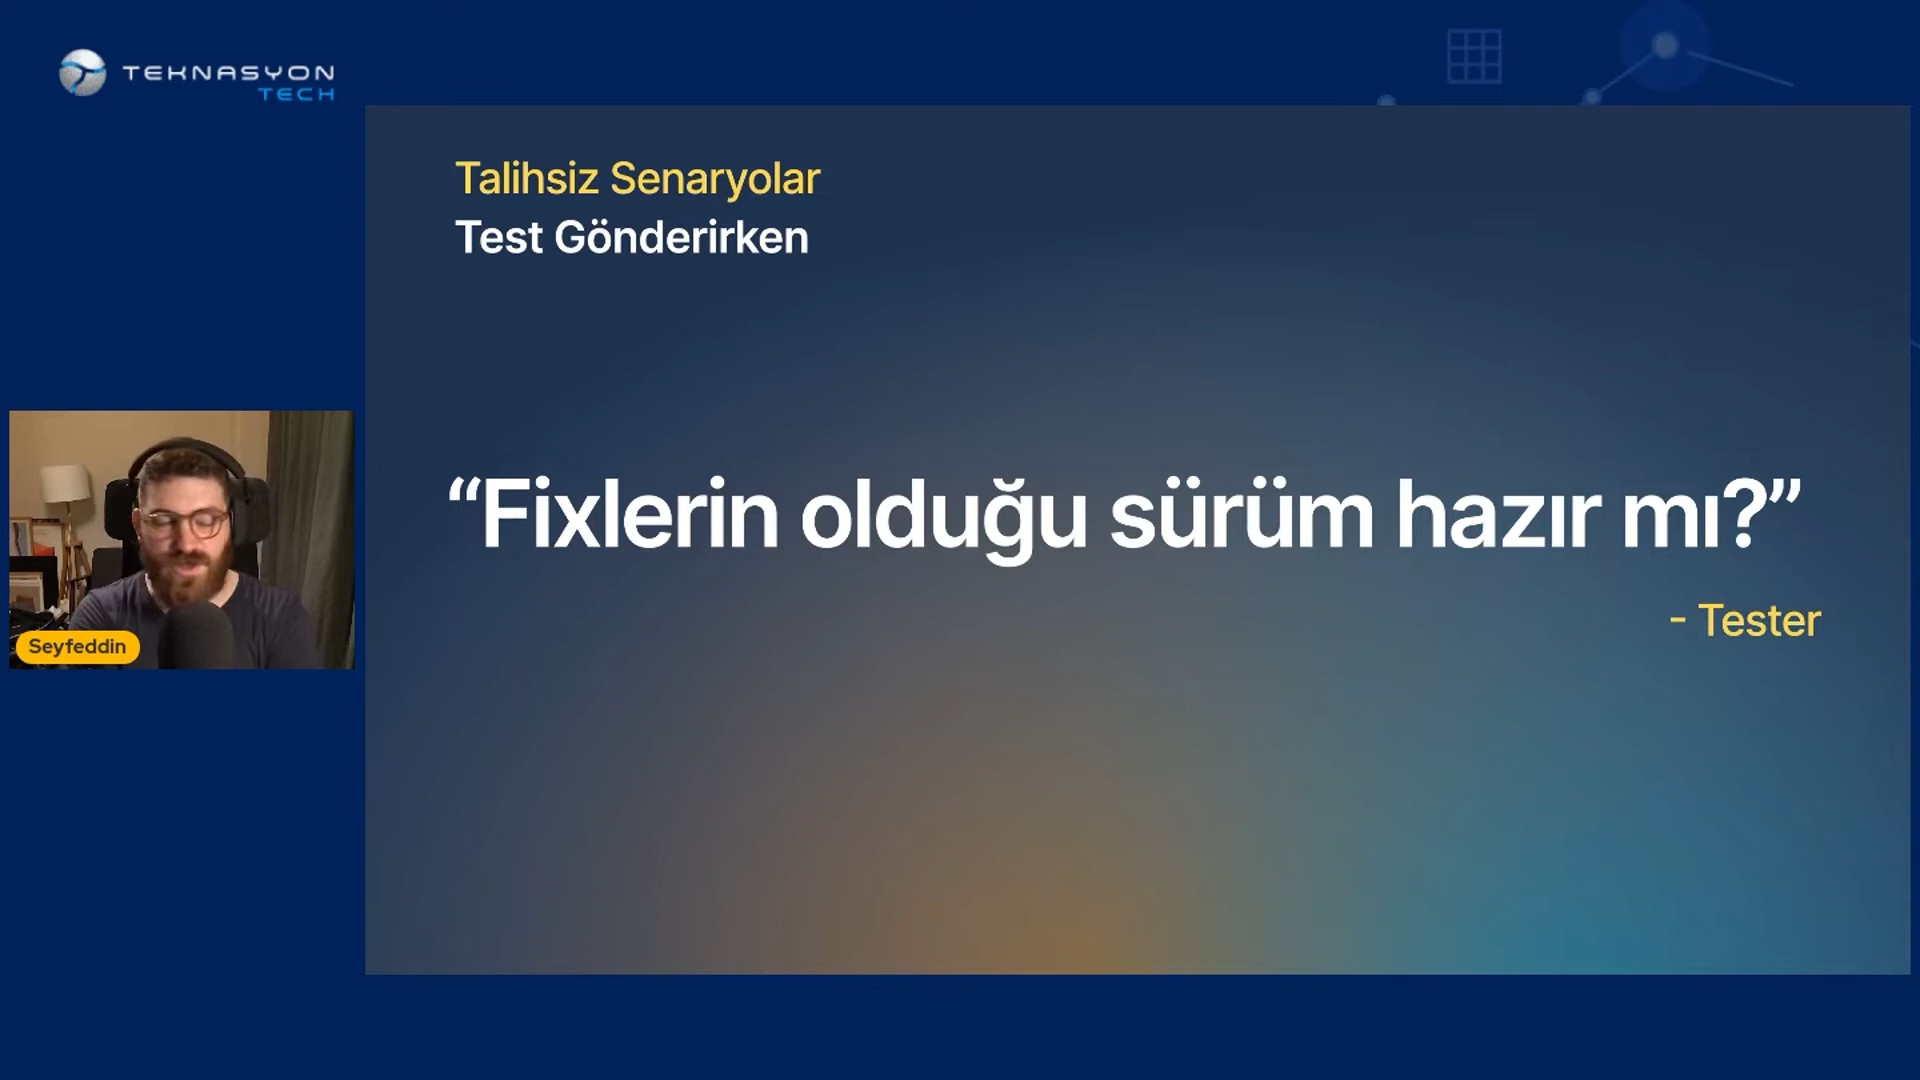 TEKNASYON
TECH
Talihsiz Senaryolar
Test Gönderirken
“Fixlerin olduğu sürüm hazır mı?”
- Tester
Seyfeddin